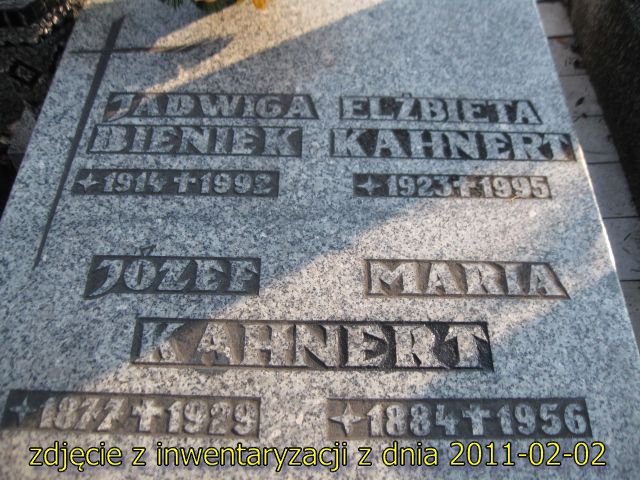 JADWIGA ELŻBIETA
BIENIEK KAHNERT
1914 ✝ 1992 1923 ✝ 1995
JÓZEF MARIA
KAHNERT
1877 ✝ 1929 1884 ✝ 1956
zdjęcie z inwentaryzacji z dnia 2011-02-02